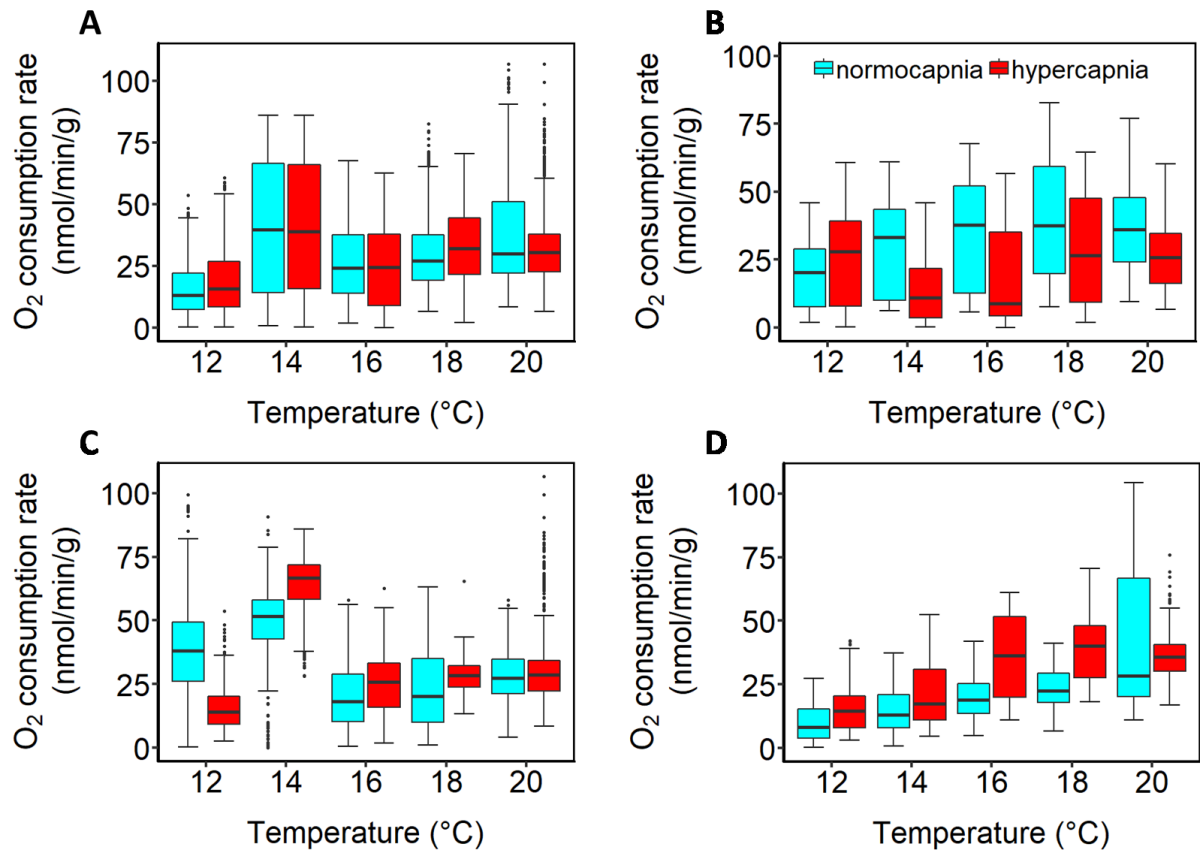 A
O₂ consumption rate
(nmol/min/g)
100
75
50
25
0
12 14 16 18 20
Temperature (°C)
B
normocapnia hypercapnia
O₂ consumption rate
(nmol/min/g)
100
75
50
25
0
12 14 16 18 20
Temperature (°C)
C
O₂ consumption rate
(nmol/min/g)
100
75
50
25
0
12 14 16 18 20
Temperature (°C)
D
O₂ consumption rate
(nmol/min/g)
100
75
50
25
0
12 14 16 18 20
Temperature (°C)